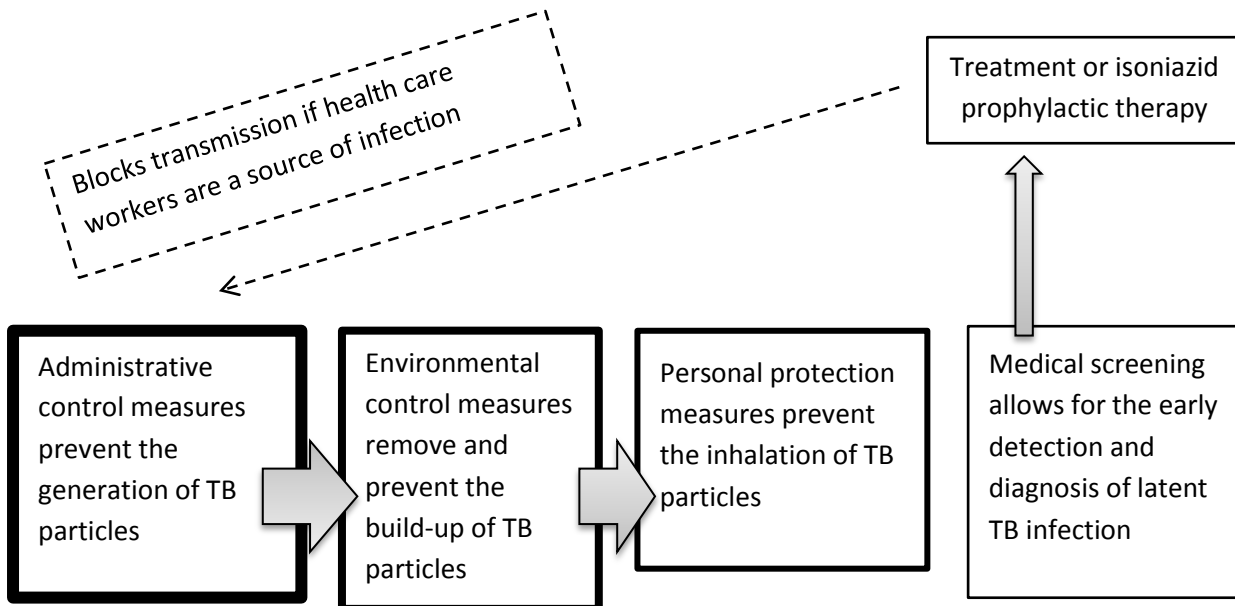 Blocks transmission if health care
workers are a source of infection
Treatment or isoniazid
prophylactic therapy
Administrative
control measures
prevent the
generation of TB
particles
Environmental
control measures
remove and
prevent the
build-up of TB
particles
Personal protection
measures prevent
the inhalation of TB
particles
Medical screening
allows for the early
detection and
diagnosis of latent
TB infection